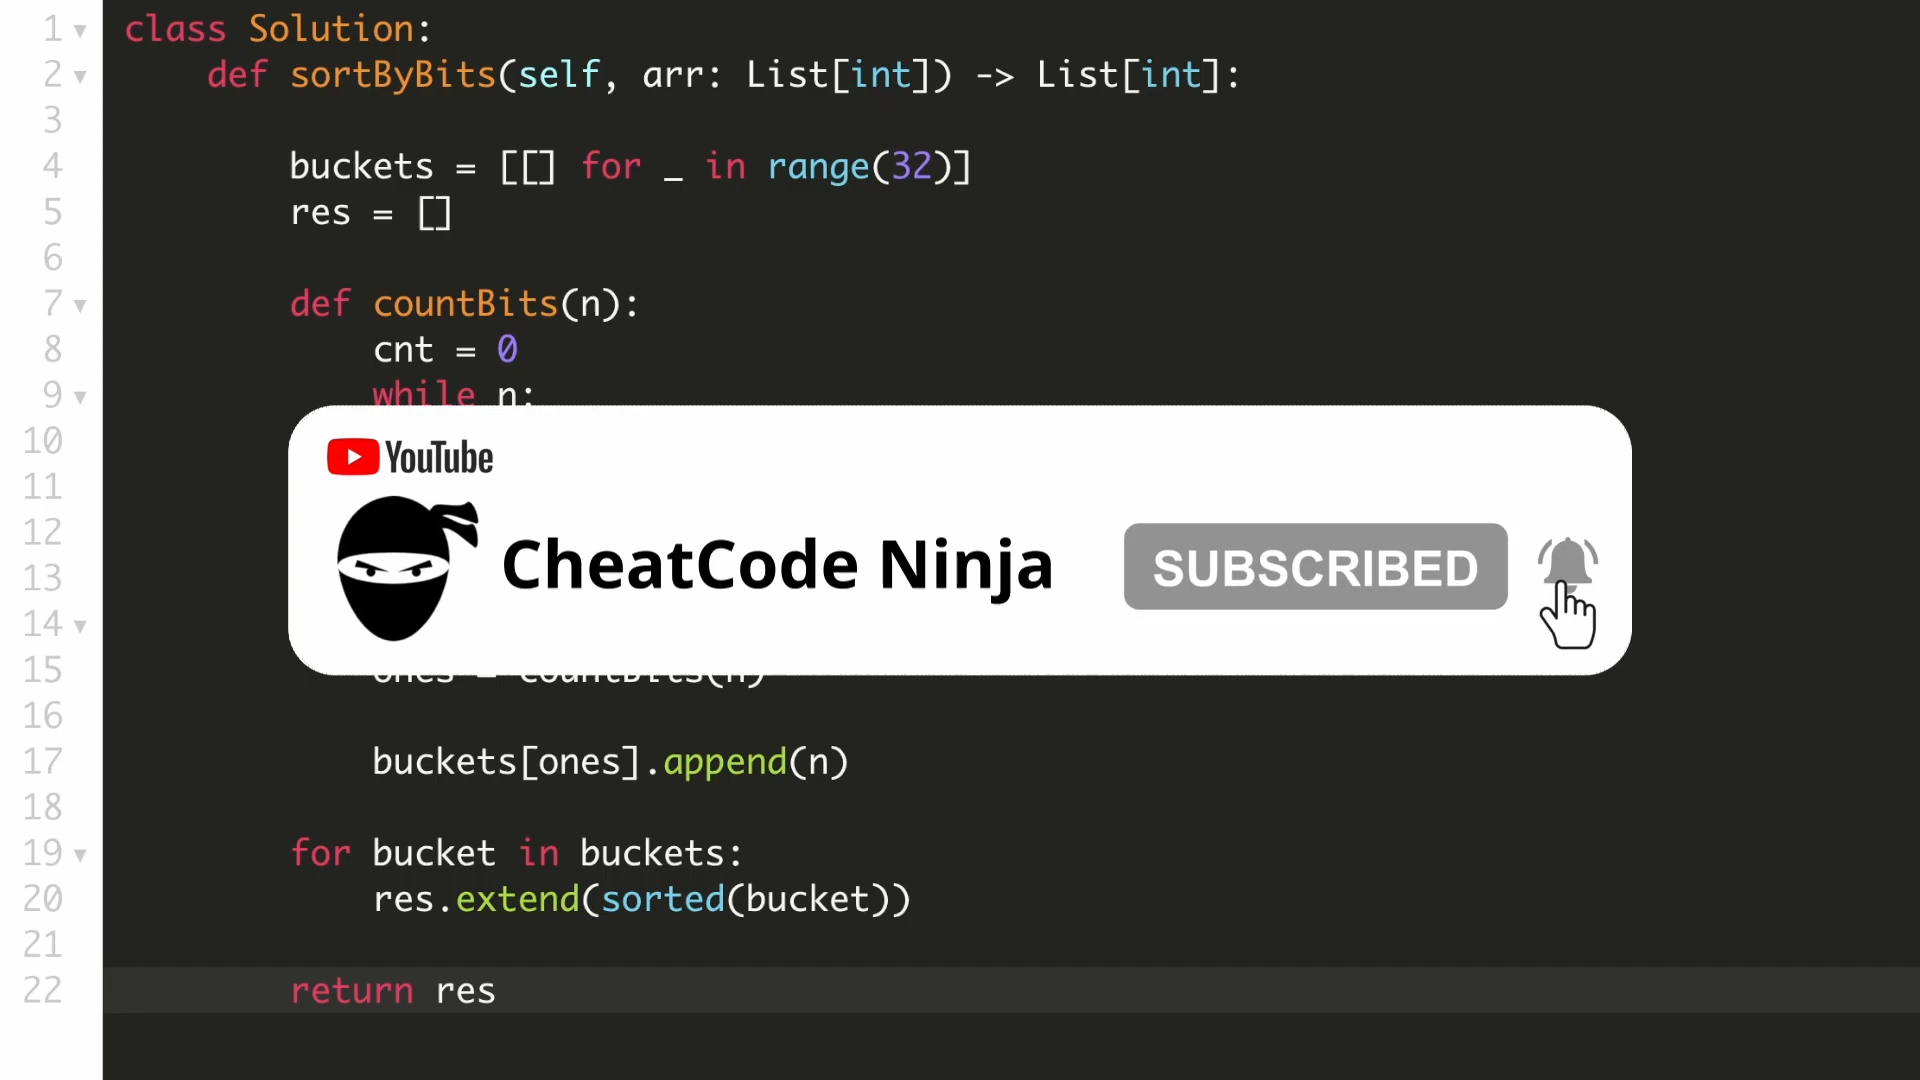 1 class Solution:
2 def sortByBits(self, arr: List[int]) -> List[int]:
3
4 buckets = [[] for _ in range(32)]
5 res = []
6
7 def countBits(n):
8 cnt = 0
9 while n:
10
11
12
13
14
15 ones = countBits(n)
16
17 buckets[ones].append(n)
18
19 for bucket in buckets:
20 res.extend(sorted(bucket))
21
22 return res
YouTube
CheatCode Ninja
SUBSCRIBED